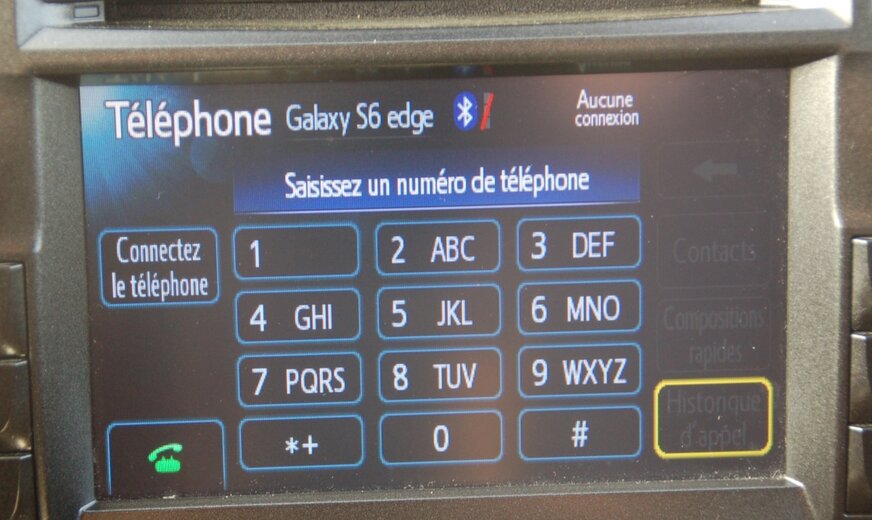 Téléphone Galaxy S6 edge
Aucune
connexion
Saisissez un numéro de téléphone
Connectez
le téléphone
1
2 ABC
3 DEF
Contacts
4 GHI
5 JKL
6 MNO
Compositions
rapides
7 PQRS
8 TUV
9 WXYZ
Historique
d'appel
*+
0
#